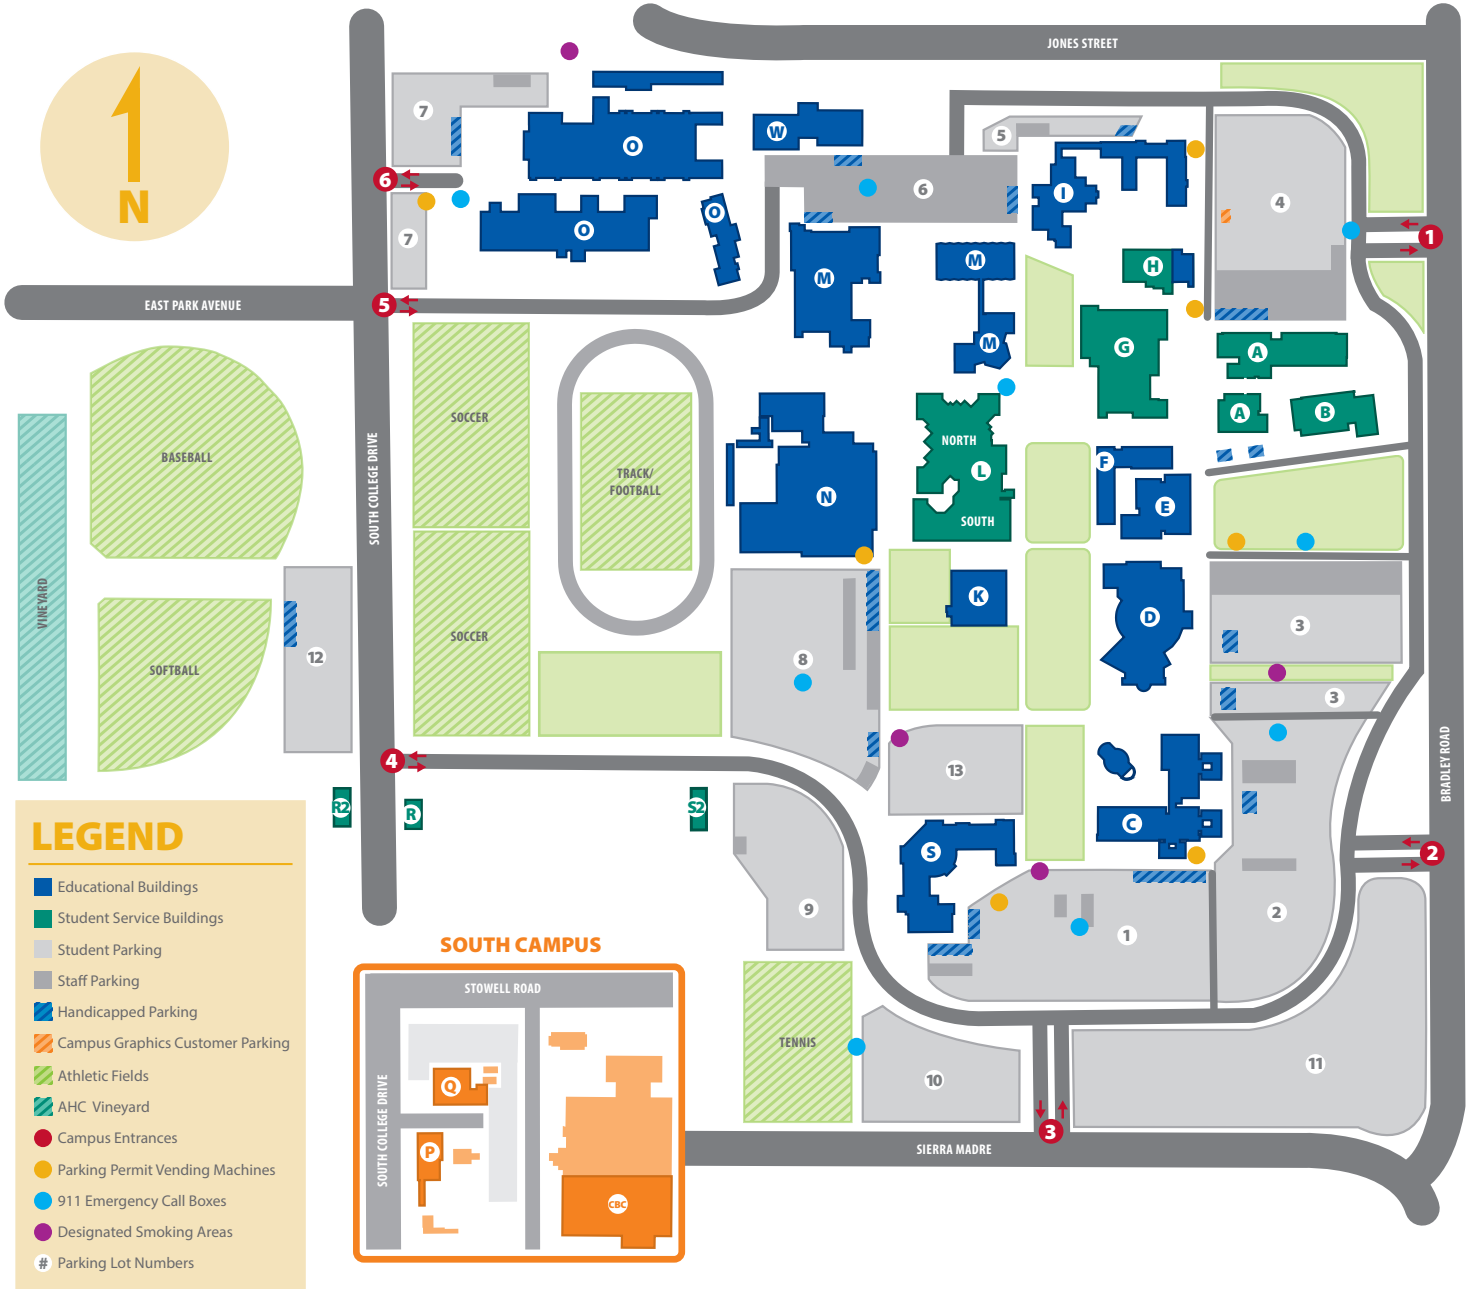 JONES STREET
7
W
5
O
6
I
4
6
N
7
O
O
1
M
M
H
5
EAST PARK AVENUE
M
G
A
SOUTH COLLEGE DRIVE
SOCCER
BASEBALL
TRACK/
FOOTBALL
NORTH
L
SOUTH
A
B
F
E
N
VINEYARD
SOFTBALL
12
SOCCER
8
K
D
3
3
4
13
BRADLEY ROAD
R2
R
S2
S
C
2
9
1
2
LEGEND
Educational Buildings
Student Service Buildings
Student Parking
Staff Parking
Handicapped Parking
Campus Graphics Customer Parking
Athletic Fields
AHC Vineyard
Campus Entrances
Parking Permit Vending Machines
911 Emergency Call Boxes
Designated Smoking Areas
# Parking Lot Numbers
SOUTH CAMPUS
STOWELL ROAD
SOUTH COLLEGE DRIVE
Q
P
CBC
TENNIS
10
11
3
SIERRA MADRE